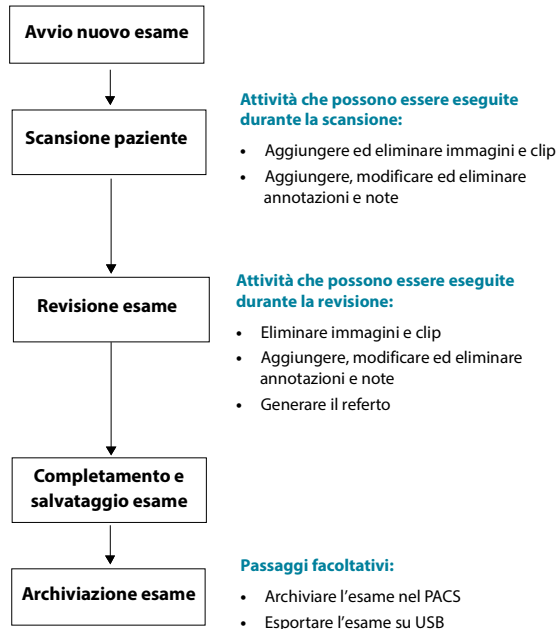 Avvio nuovo esame
Scansione paziente
Attività che possono essere eseguite
durante la scansione:
• Aggiungere ed eliminare immagini e clip
• Aggiungere, modificare ed eliminare
annotazioni e note
Revisione esame
Attività che possono essere eseguite
durante la revisione:
• Eliminare immagini e clip
• Aggiungere, modificare ed eliminare
annotazioni e note
• Generare il referto
Completamento e
salvataggio esame
Archiviazione esame
Passaggi facoltativi:
• Archiviare l'esame nel PACS
• Esportare l'esame su USB